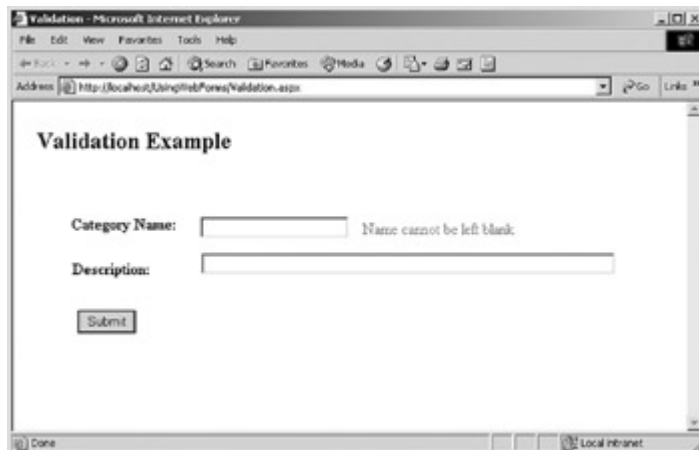 Validation - Microsoft Internet Explorer
File Edit View Favorites Tools Help
Back Search Favorites Media
Address http://localhost/UsingWebForms/Validation.aspx Go Links »
Validation Example
Category Name: Name cannot be left blank
Description:
Submit
Done Local intranet